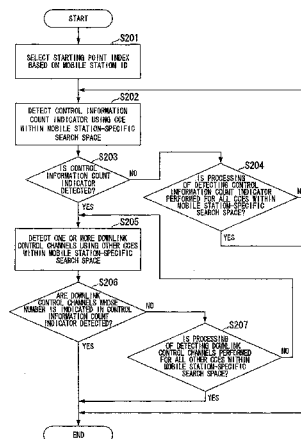 START
S201
SELECT STARTING POINT INDEX
BASED ON MOBILE STATION ID
S202
DETECT CONTROL INFORMATION
COUNT INDICATOR USING CCE
WITHIN MOBILE STATION-SPECIFIC
SEARCH SPACE
S203
IS CONTROL
INFORMATION COUNT
INDICATOR
DETECTED?
NO
YES
S204
IS PROCESSING
OF DETECTING CONTROL
INFORMATION COUNT INDICATOR
PERFORMED FOR ALL CCES WITHIN
MOBILE STATION-SPECIFIC
SEARCH SPACE?
NO
YES
S205
DETECT ONE OR MORE DOWNLINK
CONTROL CHANNELS USING OTHER CCES
WITHIN MOBILE STATION-SPECIFIC
SEARCH SPACE
S206
ARE DOWNLINK
CONTROL CHANNELS WHOSE
NUMBER IS INDICATED IN CONTROL
INFORMATION COUNT
INDICATOR DETECTED?
NO
YES
S207
IS PROCESSING
OF DETECTING DOWNLINK
CONTROL CHANNELS PERFORMED
FOR ALL OTHER CCES WITHIN
MOBILE STATION-SPECIFIC
SEARCH SPACE?
NO
YES
END